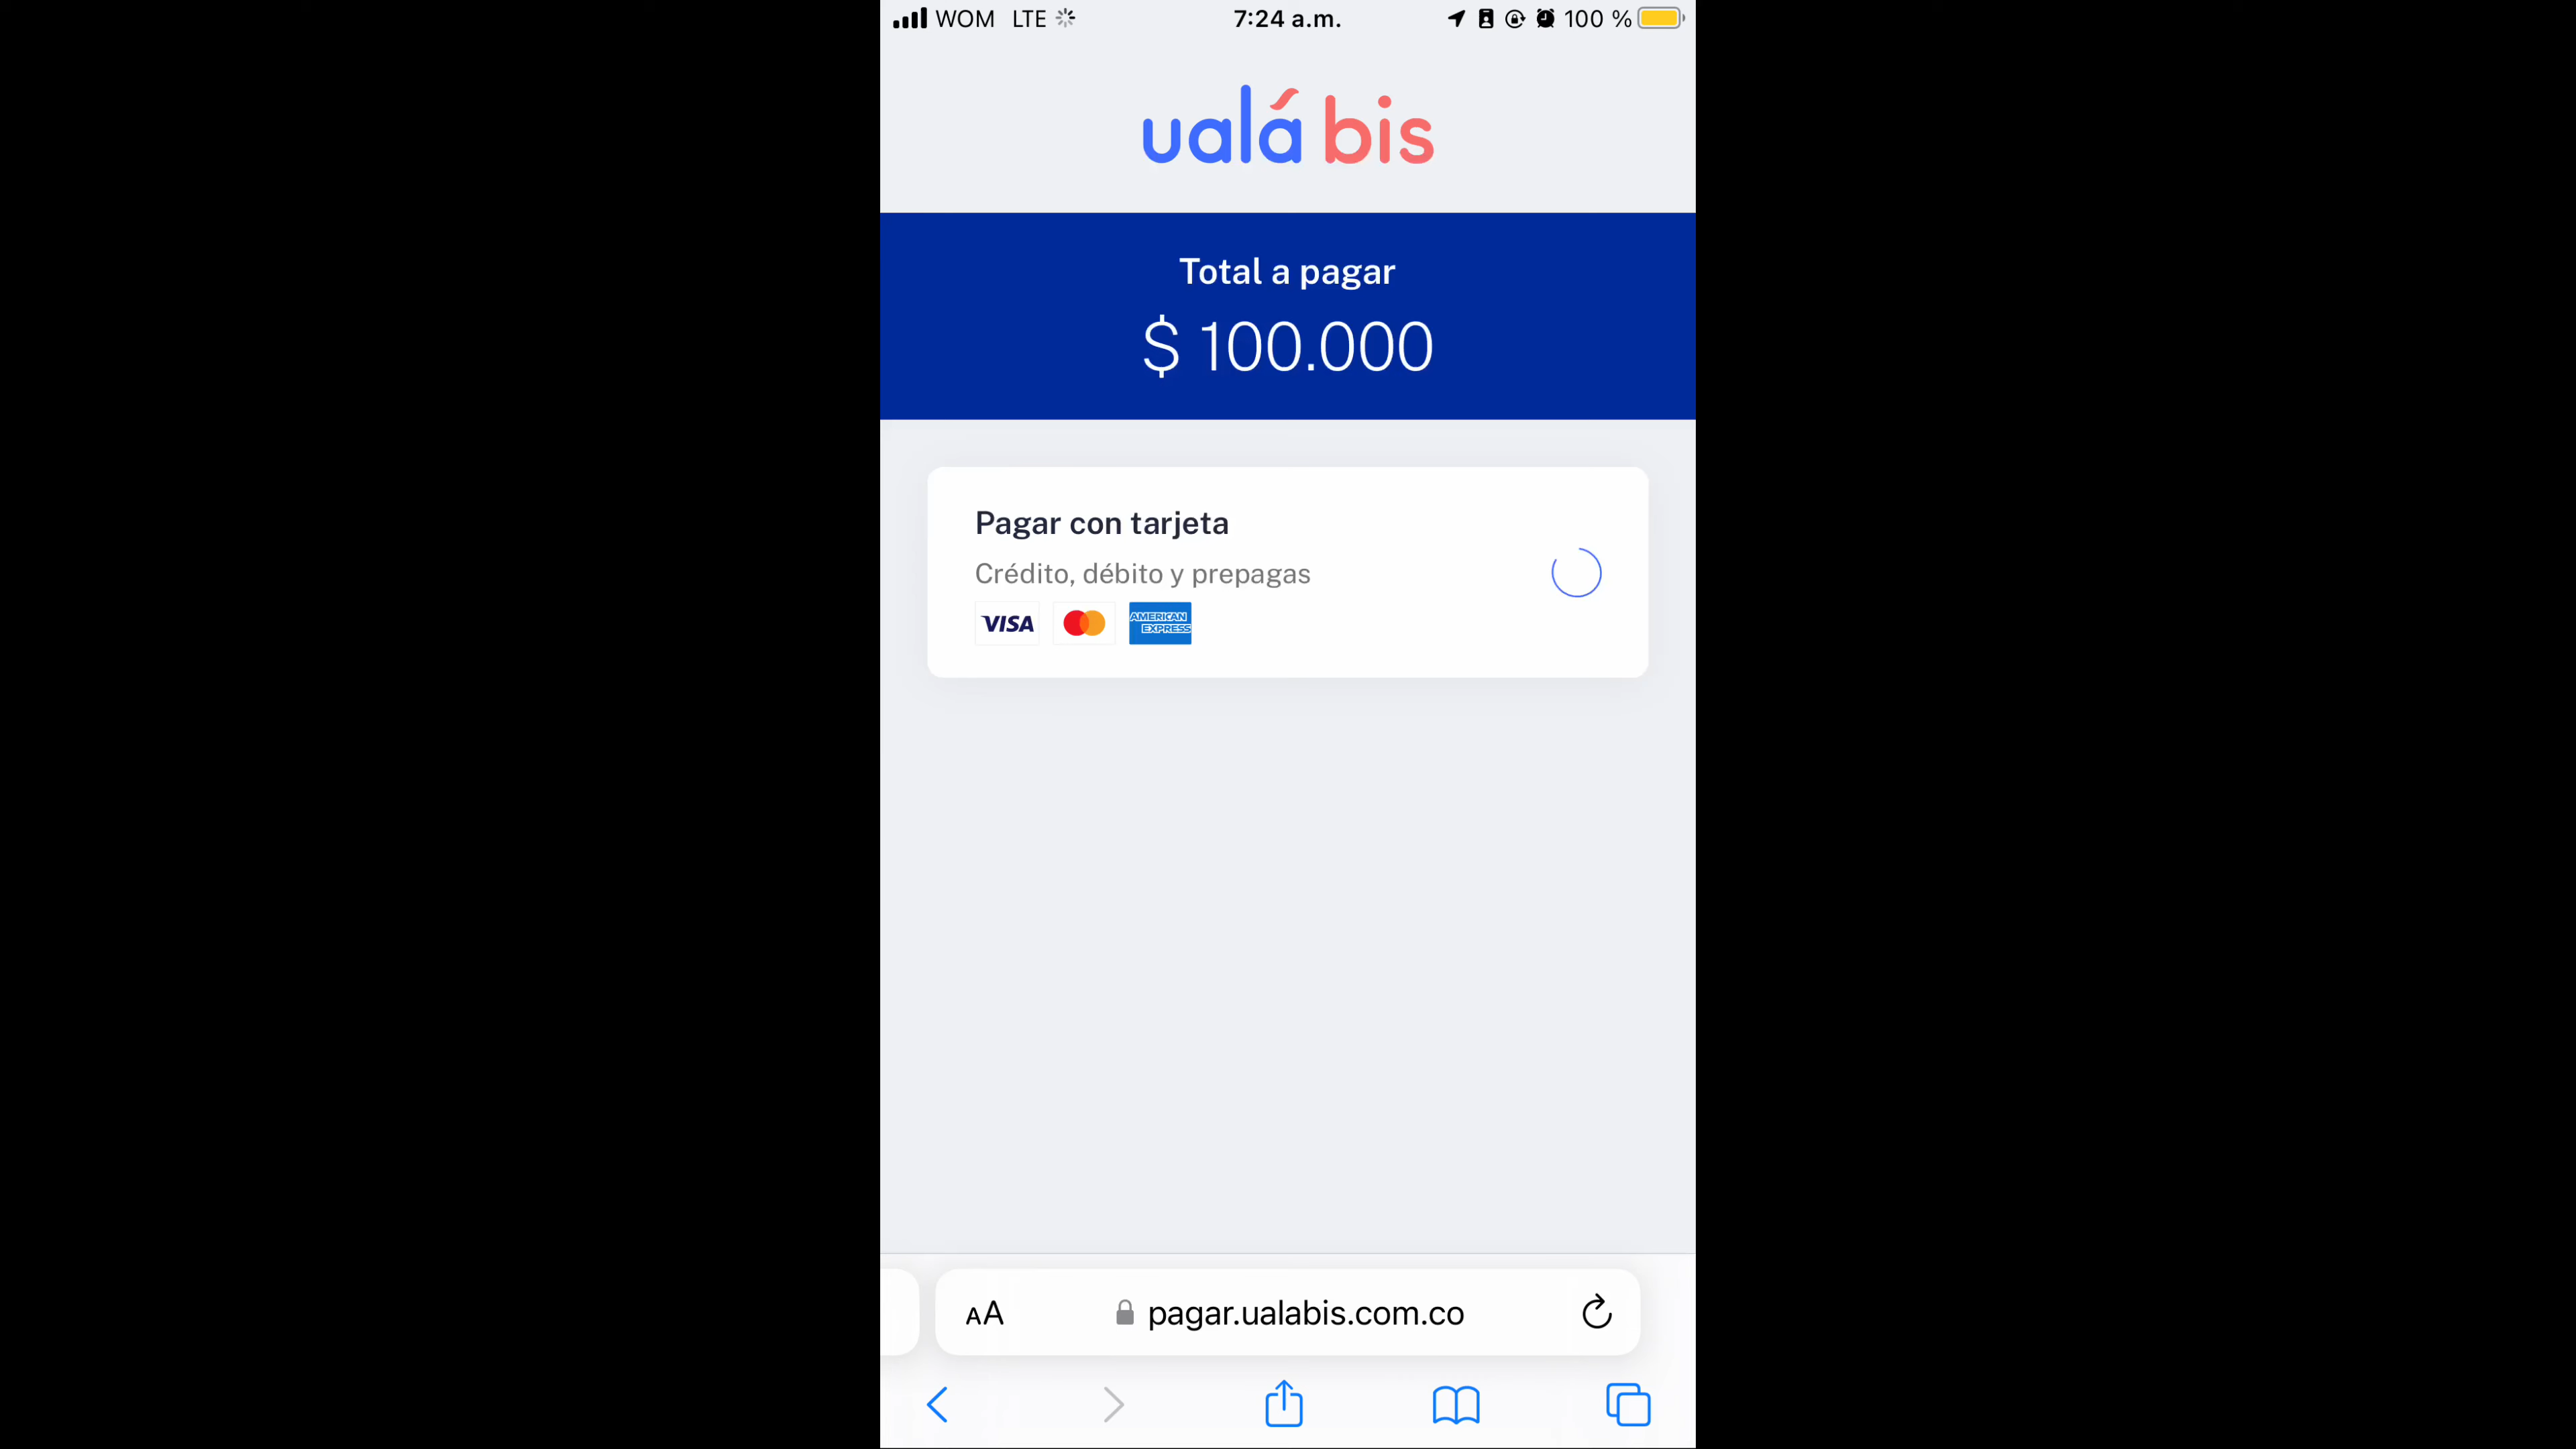 WOM LTE 7:24 a.m. 100 %
ualá bis
Total a pagar
$ 100.000
Pagar con tarjeta
Crédito, débito y prepagas
VISA AMERICAN EXPRESS
AA pagar.ualabis.com.co